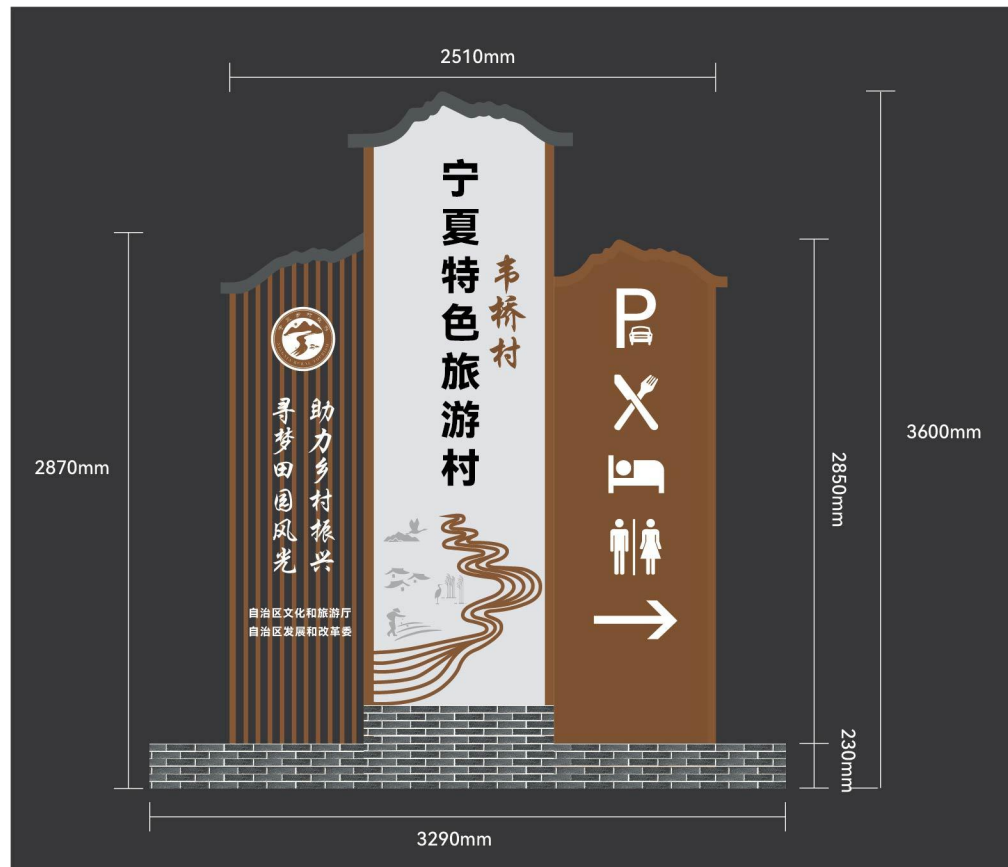 2510mm
宁夏特色旅游村
韦桥村
助力乡村振兴
寻梦田园风光
自治区文化和旅游厅
自治区发展和改革委
P
2870mm
3600mm
2850mm
230mm
3290mm